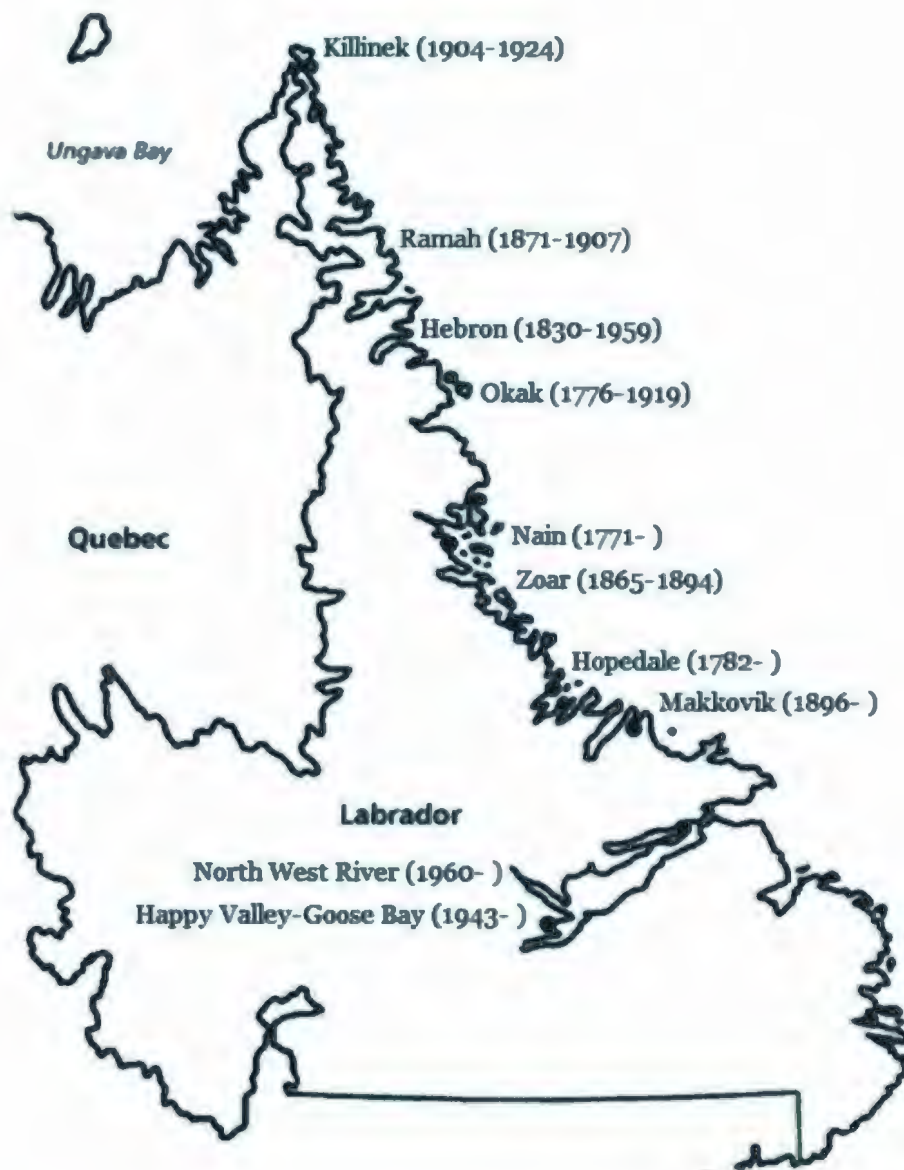 Killinek (1904-1924)
Ungava Bay
Ramah (1871-1907)
Hebron (1830-1959)
Okak (1776-1919)
Quebec
Nain (1771- )
Zoar (1865-1894)
Hopedale (1782- )
Makkovik (1896- )
Labrador
North West River (1960- )
Happy Valley-Goose Bay (1943- )